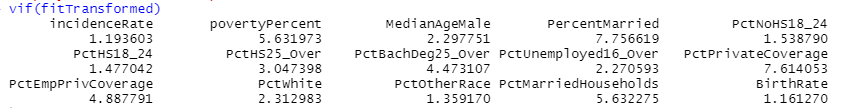 vif(fitTransformed)
incidenceRate povertyPercent MedianAgeMale PercentMarried PctNoHS18_24
1.193603 5.631973 2.297751 7.756619 1.538790
PctHS18_24 PctHS25_Over PctBachDeg25_Over PctUnemployed16_Over PctPrivateCoverage
1.477042 3.047398 4.473107 2.270593 7.614053
PctEmpPrivCoverage PctWhite PctOtherRace PctMarriedHouseholds BirthRate
4.887791 2.312983 1.359170 5.632275 1.161270